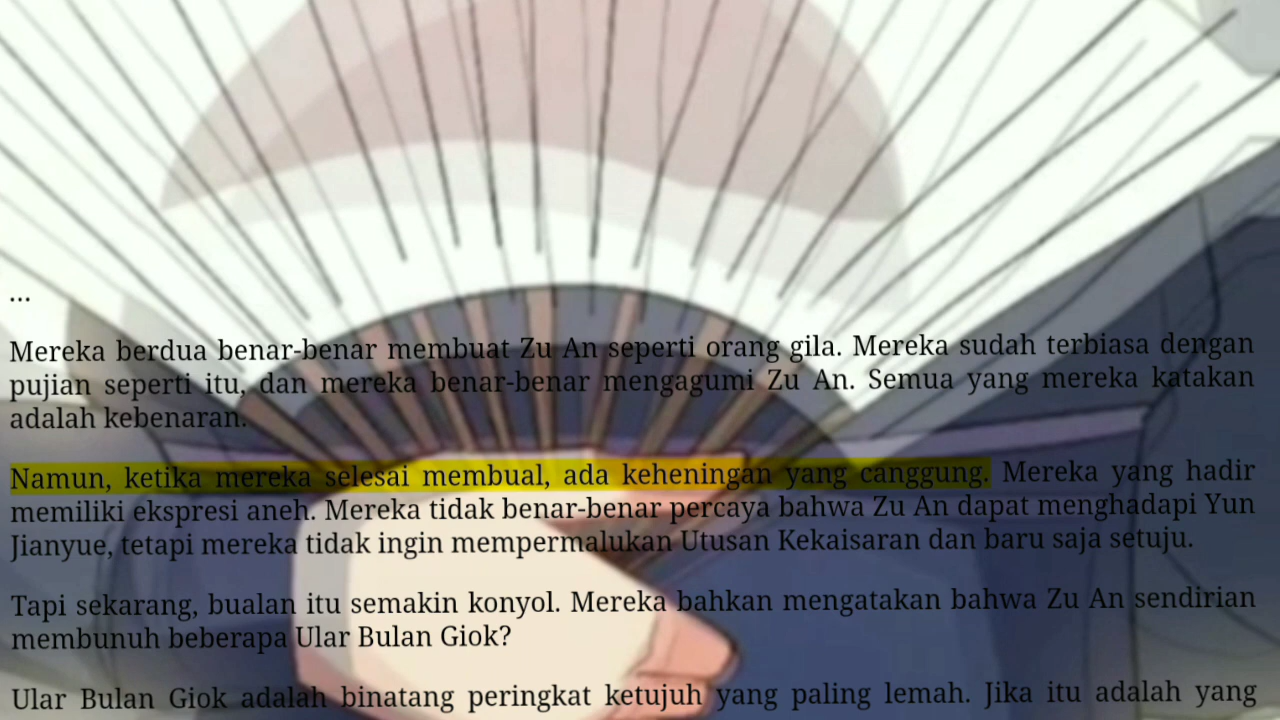 ...
Mereka berdua benar-benar membuat Zu An seperti orang gila. Mereka sudah terbiasa dengan
pujian seperti itu, dan mereka benar-benar mengagumi Zu An. Semua yang mereka katakan
adalah kebenaran.
Namun, ketika mereka selesai membual, ada keheningan yang canggung. Mereka yang hadir
memiliki ekspresi aneh. Mereka tidak benar-benar percaya bahwa Zu An dapat menghadapi Yun
Jianyue, tetapi mereka tidak ingin mempermalukan Utusan Kekaisaran dan baru saja setuju.
Tapi sekarang, bualan itu semakin konyol. Mereka bahkan mengatakan bahwa Zu An sendirian
membunuh beberapa Ular Bulan Giok?
Ular Bulan Giok adalah binatang peringkat ketujuh yang paling lemah. Jika itu adalah yang